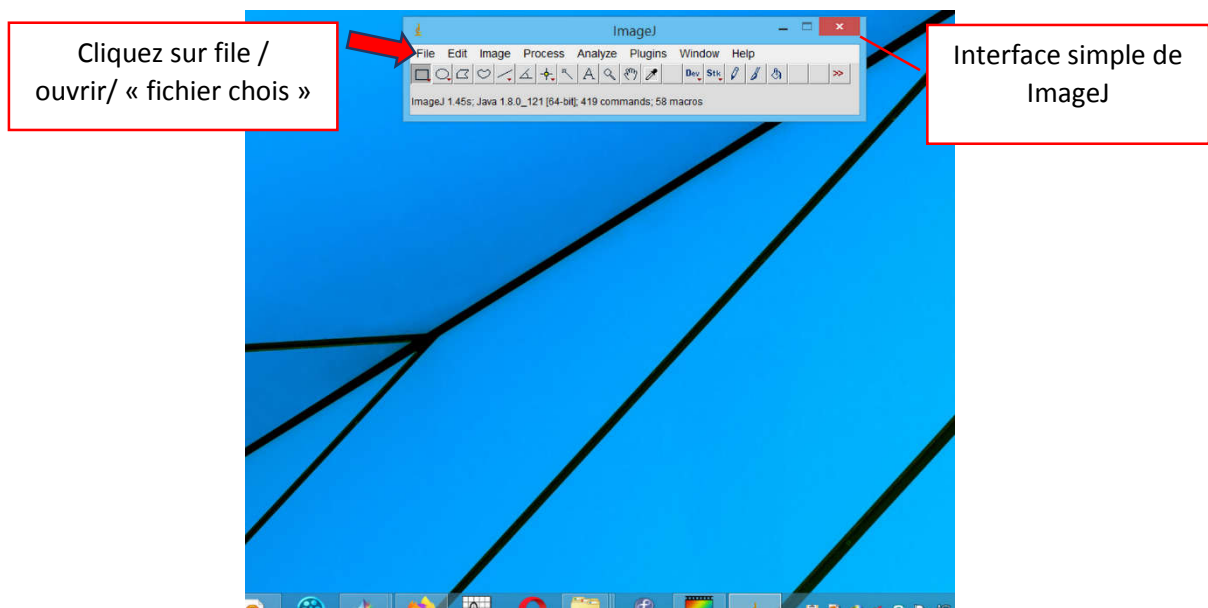 ImageJ
Cliquez sur file /
ouvrir/ « fichier chois »
Interface simple de
ImageJ
File Edit Image Process Analyze Plugins Window Help
Dev Stk >>
ImageJ 1.45s; Java 1.8.0_121 [64-bit]; 419 commands; 58 macros